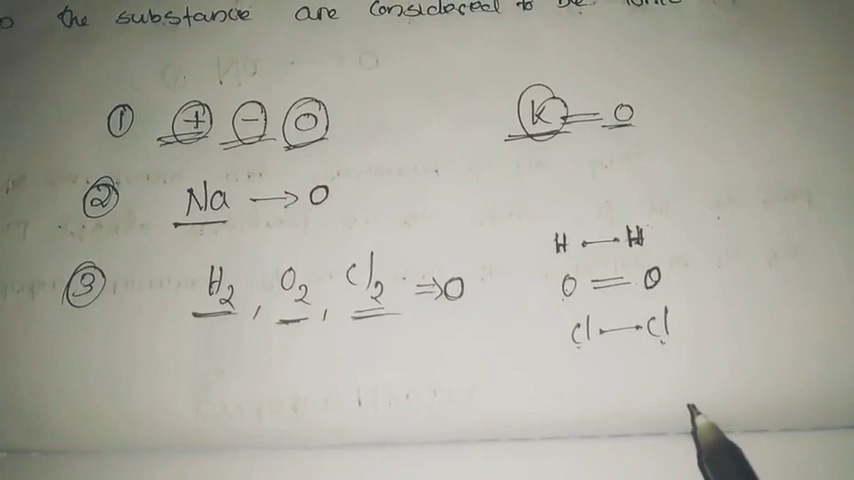 the substance are considered to be ionic
① + - 0 K = 0
② Na → 0
③ H₂, O₂, Cl₂ ⇒ 0
H — H
O = O
Cl — Cl